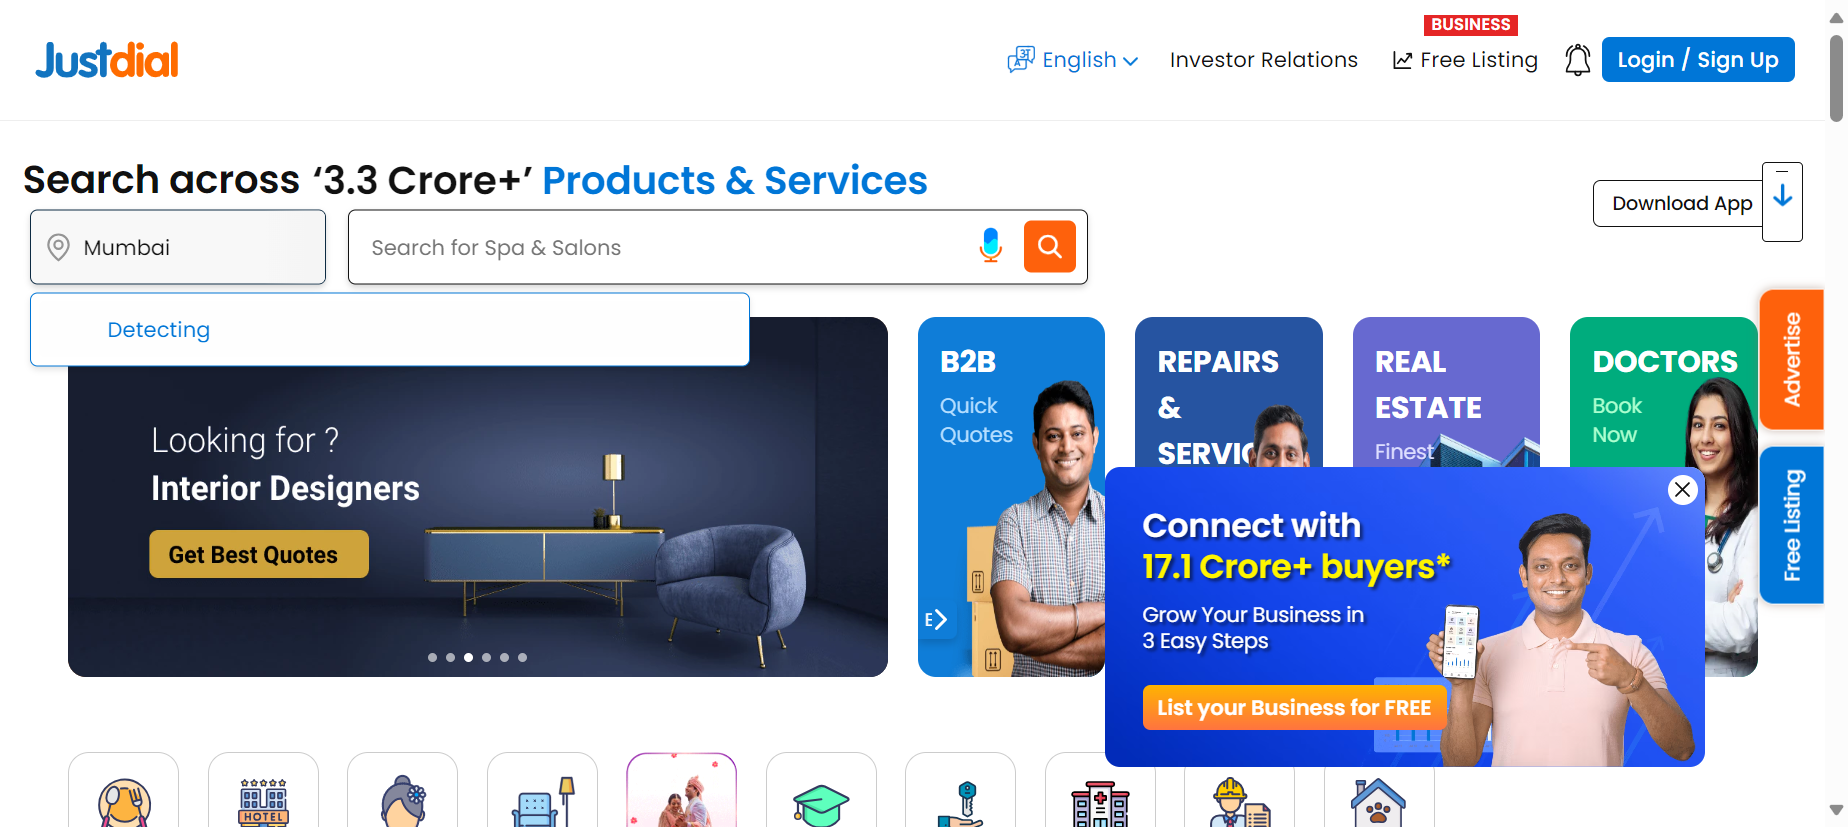 Justdial
English
Investor Relations
BUSINESS
Free Listing
Login / Sign Up
Search across '3.3 Crore+' Products & Services
Download App
Mumbai
Search for Spa & Salons
Detecting
Looking for ?
Interior Designers
Get Best Quotes
B2B
Quick
Quotes
REPAIRS
&
REAL
ESTATE
Finest
DOCTORS
Book
Now
Advertise
Free Listing
Connect with
17.1 Crore+ buyers*
Grow Your Business in
3 Easy Steps
List your Business for FREE
HOTEL